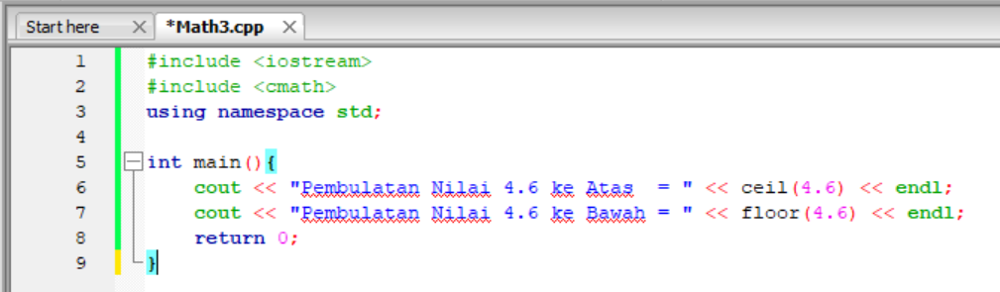 Start here × *Math3.cpp ×
1 #include <iostream>
2 #include <cmath>
3 using namespace std;
4
5 int main(){
6 cout << "Pembulatan Nilai 4.6 ke Atas  = " << ceil(4.6) << endl;
7 cout << "Pembulatan Nilai 4.6 ke Bawah = " << floor(4.6) << endl;
8 return 0;
9 }